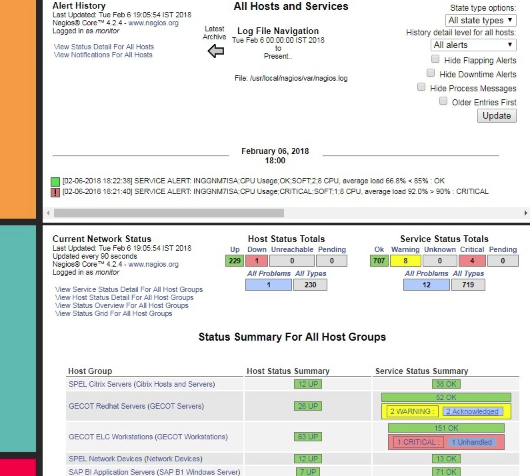 Alert History
Last Updated: Tue Feb 6 19:05:54 IST 2018
Nagios® Core™ 4.2.4 - www.nagios.org
Logged in as monitor
View Status Detail For All Hosts
View Notifications For All Hosts
All Hosts and Services
Latest Archive
Log File Navigation
Tue Feb 6 00:00:00 IST 2018
to
Present..
File: /usr/local/nagios/var/nagios.log
State type options:
All state types
History detail level for all hosts:
All alerts
Hide Flapping Alerts
Hide Downtime Alerts
Hide Process Messages
Older Entries First
Update
February 06, 2018
18:00
[02-06-2018 18:22:38] SERVICE ALERT: INGGNM7ISA;CPU Usage;OK;SOFT;2;8 CPU, average load 66.8% < 85% : OK
[02-06-2018 18:21:40] SERVICE ALERT: INGGNM7ISA;CPU Usage;CRITICAL;SOFT;1;8 CPU, average load 92.0% > 90% : CRITICAL
Current Network Status
Last Updated: Tue Feb 6 19:05:54 IST 2018
Updated every 90 seconds
Nagios® Core™ 4.2.4 - www.nagios.org
Logged in as monitor
View Service Status Detail For All Host Groups
View Host Status Detail For All Host Groups
View Status Overview For All Host Groups
View Status Grid For All Host Groups
Host Status Totals
Up Down Unreachable Pending
229 1 0 0
All Problems All Types
1 230
Service Status Totals
Ok Warning Unknown Critical Pending
707 8 0 4 0
All Problems All Types
12 719
Status Summary For All Host Groups
Host Group Host Status Summary Service Status Summary
SPEL Citrix Servers (Citrix Hosts and Servers) 12 UP 38 OK
52 OK
GECOT Redhat Servers (GECOT Servers) 26 UP
2 WARNING : 2 Acknowledged
151 OK
GECOT ELC Workstations (GECOT Workstations) 63 UP
1 CRITICAL : 1 Unhandled
SPEL Network Devices (Network Devices) 12 UP 13 OK
SAP BI Application Servers (SAP B1 Windows Server) 7 UP 71 OK